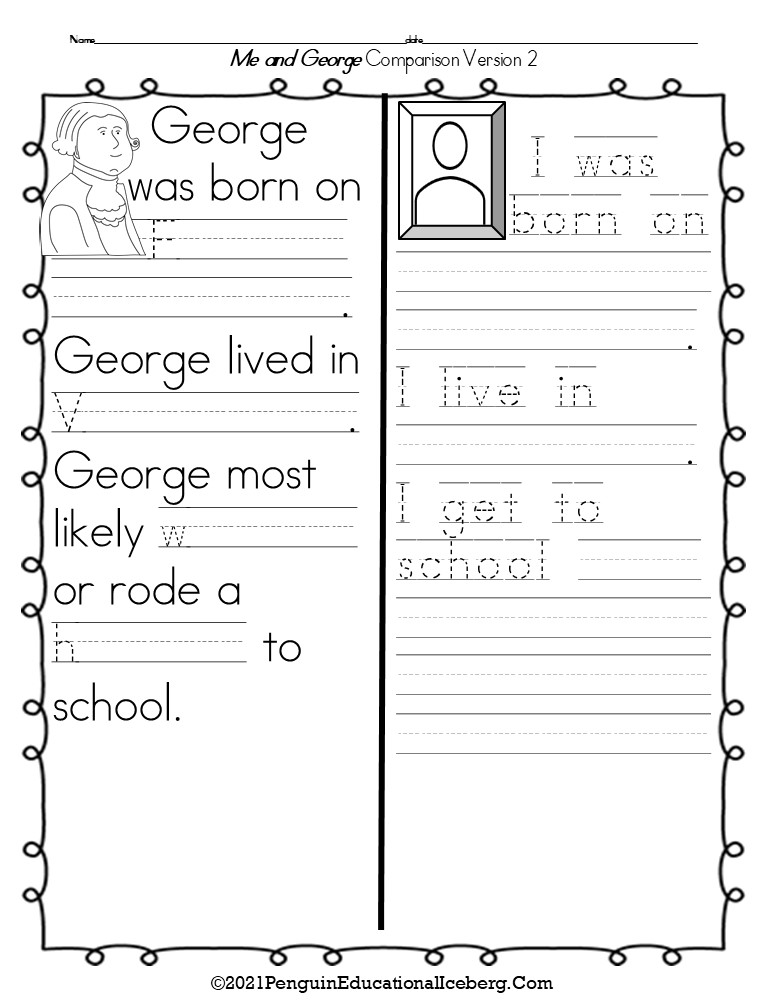 Name date
Me and George Comparison Version 2
George
was born on
F
.
George lived in
V .
George most
likely w
or rode a
h to
school.
I was
born on
.
I live in
.
I get to
school
©2021PenguinEducationalIceberg.Com